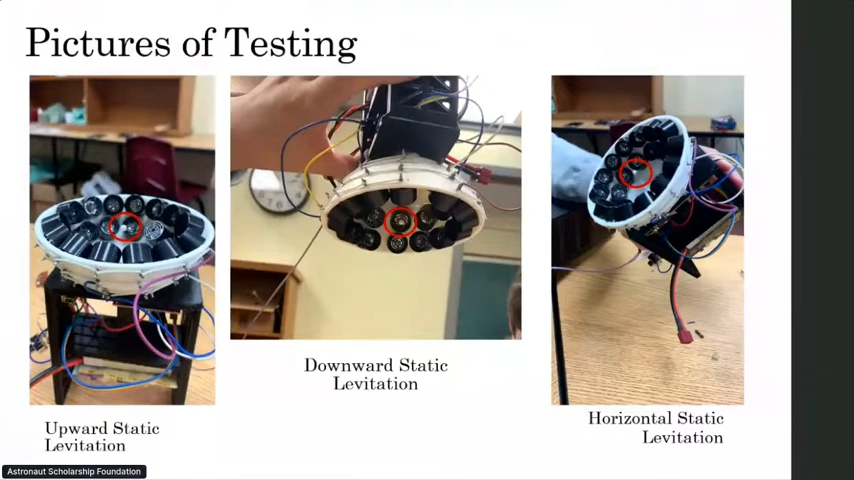 Pictures of Testing
Downward Static
Levitation
Horizontal Static
Levitation
Upward Static
Levitation
Astronaut Scholarship Foundation